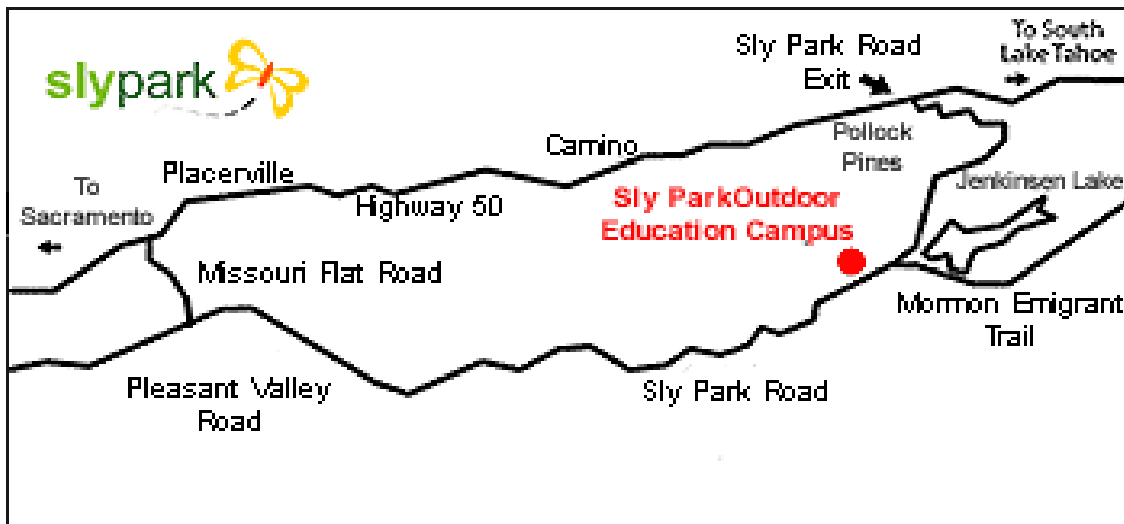 slypark
Sly Park Road
Exit
To South
Lake Tahoe
Pollock
Pines
Camino
Placerville
Highway 50
To
Sacramento
Jenkinsen Lake
Sly ParkOutdoor
Education Campus
Missouri Flat Road
Mormon Emigrant
Trail
Pleasant Valley
Road
Sly Park Road